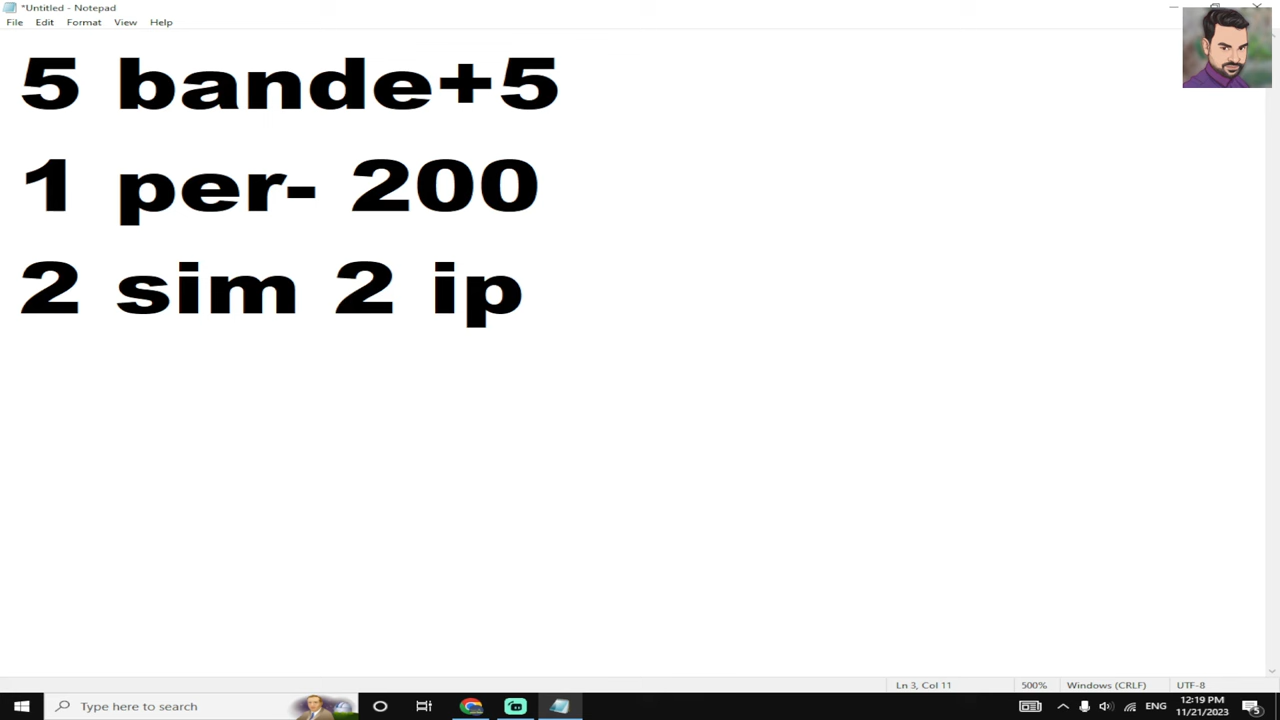 *Untitled - Notepad
File Edit Format View Help
5 bande+5
1 per- 200
2 sim 2 ip
Ln 3, Col 11 500% Windows (CRLF) UTF-8
Type here to search
ENG
12:19 PM
11/21/2023
5